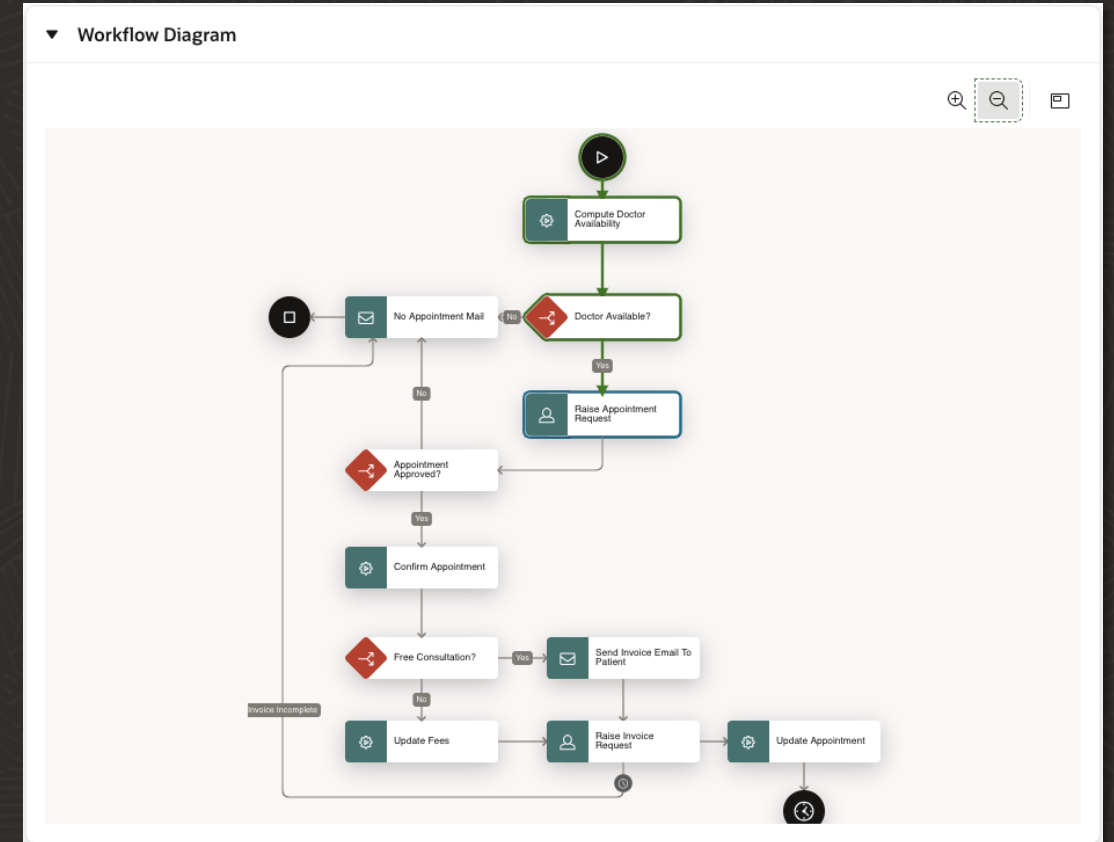 Workflow Diagram
Compute Doctor
Availability
No Appointment Mail
No
Doctor Available?
Yes
No
Raise Appointment
Request
Appointment
Approved?
Yes
Confirm Appointment
Free Consultation?
Yes
Send Invoice Email To
Patient
No
Invoice Incomplete
Update Fees
Raise Invoice
Request
Update Appointment